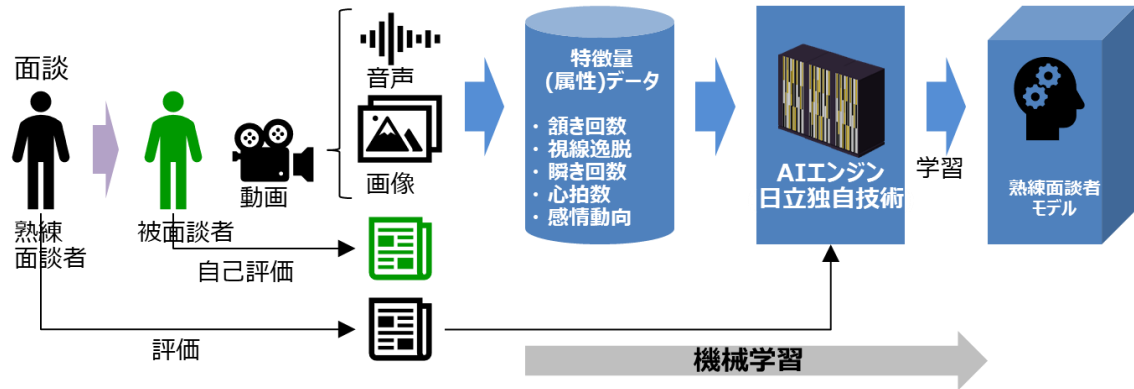 面談
熟練
面談者
被面談者
動画
音声
画像
自己評価
評価
特徴量
(属性)データ
・ 頷き回数
・ 視線逸脱
・ 瞬き回数
・ 心拍数
・ 感情動向
AIエンジン
日立独自技術
学習
熟練面談者
モデル
機械学習